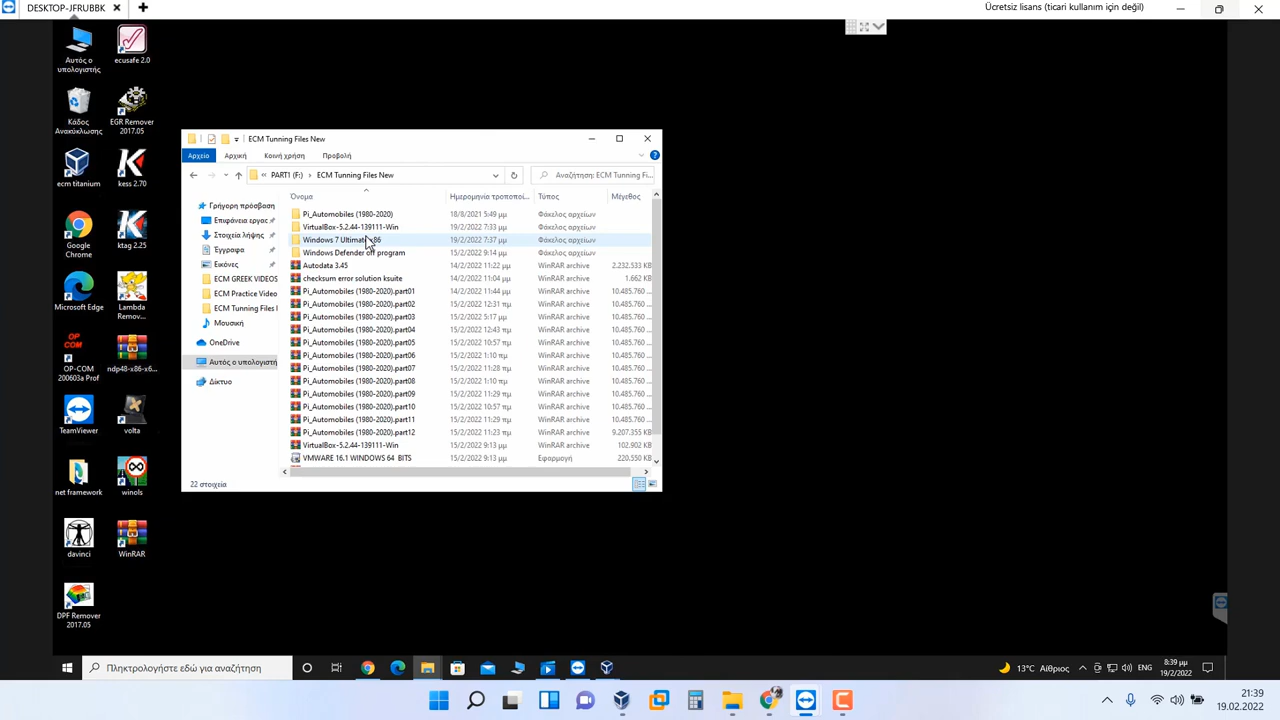 DESKTOP-JFRUBBK
Ücretsiz lisans (ticari kullanım için değil)
Αυτός ο υπολογιστής
ecusafe 2.0
Κάδος Ανακύκλωσης
EGR Remover 2017.05
ecm titanium
kess 2.70
Google Chrome
ktag 2.25
Microsoft Edge
Lambda Remov...
OP COM
OP-COM 200603a Prof
ndp48-x86-x6...
TeamViewer
volta
net framework
winols
davinci
WinRAR
DPF Remover 2017.05
ECM Tunning Files New
Αρχείο Αρχική Κοινή χρήση Προβολή
PART1 (F:) › ECM Tunning Files New
Αναζήτηση: ECM Tunning Fi...
Γρήγορη πρόσβαση
Επιφάνεια εργας
Στοιχεία λήψης
Έγγραφα
Εικόνες
ECM GREEK VIDEOS
ECM Practice Video
ECM Tunning Files
Μουσική
OneDrive
Αυτός ο υπολογιστή
Δίκτυο
Όνομα Ημερομηνία τροποποί... Τύπος Μέγεθος
Pi_Automobiles (1980-2020) 18/8/2021 5:49 μμ Φάκελος αρχείων
VirtualBox-5.2.44-139111-Win 19/2/2022 7:33 μμ Φάκελος αρχείων
Windows 7 Ultimate x86 19/2/2022 7:37 μμ Φάκελος αρχείων
Windows Defender off program 15/2/2022 9:14 μμ Φάκελος αρχείων
Autodata 3.45 14/2/2022 11:22 μμ WinRAR archive 2.232.533 KB
checksum error solution ksuite 14/2/2022 11:04 μμ WinRAR archive 1.662 KB
Pi_Automobiles (1980-2020).part01 14/2/2022 11:44 μμ WinRAR archive 10.485.760 ...
Pi_Automobiles (1980-2020).part02 15/2/2022 12:31 πμ WinRAR archive 10.485.760 ...
Pi_Automobiles (1980-2020).part03 15/2/2022 5:17 μμ WinRAR archive 10.485.760 ...
Pi_Automobiles (1980-2020).part04 15/2/2022 12:43 πμ WinRAR archive 10.485.760 ...
Pi_Automobiles (1980-2020).part05 15/2/2022 10:57 πμ WinRAR archive 10.485.760 ...
Pi_Automobiles (1980-2020).part06 15/2/2022 1:10 πμ WinRAR archive 10.485.760 ...
Pi_Automobiles (1980-2020).part07 15/2/2022 11:28 πμ WinRAR archive 10.485.760 ...
Pi_Automobiles (1980-2020).part08 15/2/2022 1:10 πμ WinRAR archive 10.485.760 ...
Pi_Automobiles (1980-2020).part09 15/2/2022 11:29 πμ WinRAR archive 10.485.760 ...
Pi_Automobiles (1980-2020).part10 15/2/2022 10:57 πμ WinRAR archive 10.485.760 ...
Pi_Automobiles (1980-2020).part11 15/2/2022 11:29 πμ WinRAR archive 10.485.760 ...
Pi_Automobiles (1980-2020).part12 15/2/2022 11:23 πμ WinRAR archive 9.207.355 KB
VirtualBox-5.2.44-139111-Win 15/2/2022 9:13 μμ WinRAR archive 102.902 KB
VMWARE 16.1 WINDOWS 64 BITS 15/2/2022 9:13 μμ Εφαρμογή 220.550 KB
22 στοιχεία
Πληκτρολογήστε εδώ για αναζήτηση
13°C Αίθριος
ENG
8:39 μμ
19/2/2022
21:39
19.02.2022